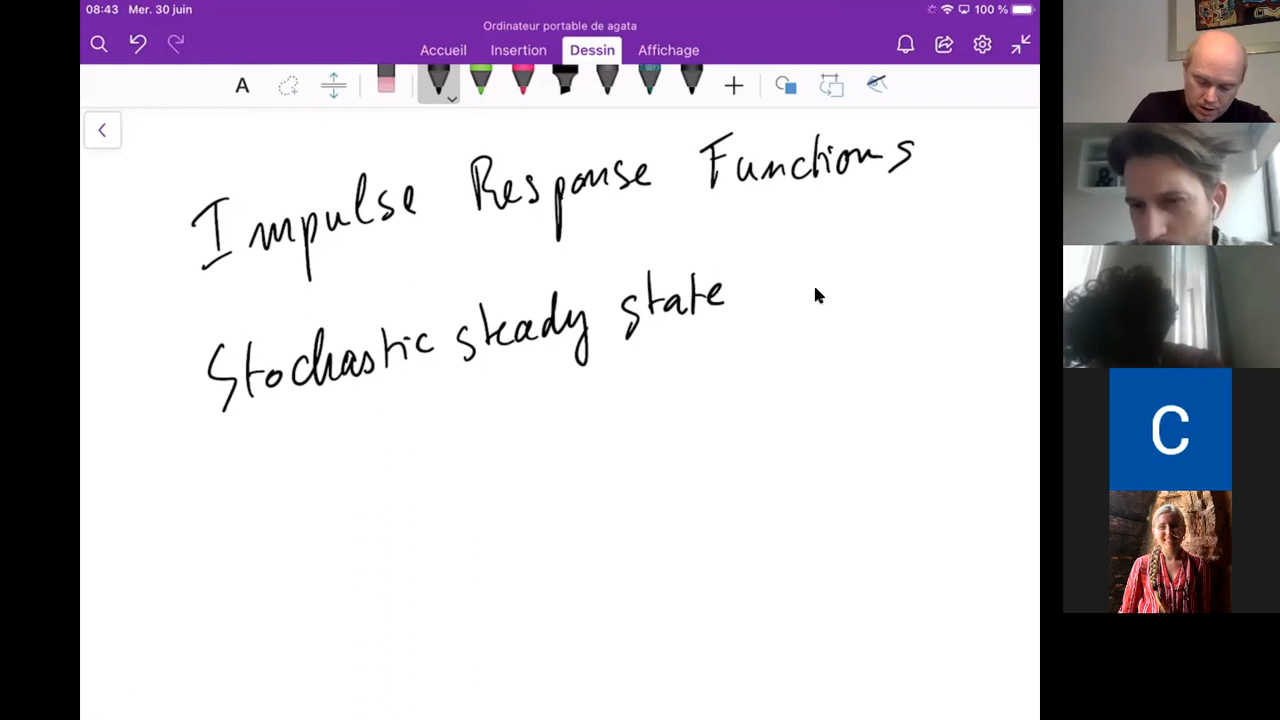 08:43 Mer. 30 juin 100 %
Ordinateur portable de agata
Accueil Insertion Dessin Affichage
A
Impulse Response Functions
Stochastic steady state
C